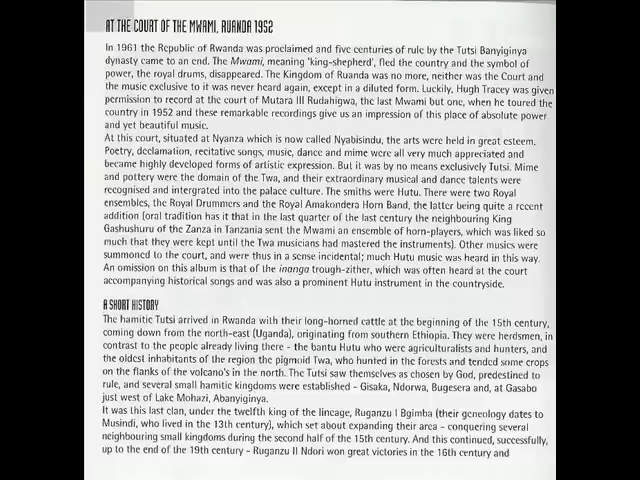 AT THE COURT OF THE MWAMI, RUANDA 1952
In 1961 the Republic of Rwanda was proclaimed and five centuries of rule by the Tutsi Banyiginya
dynasty came to an end. The Mwami, meaning 'king-shepherd', fled the country and the symbol of
power, the royal drums, disappeared. The Kingdom of Ruanda was no more, neither was the Court and
the music exclusive to it was never heard again, except in a diluted form. Luckily, Hugh Tracey was given
permission to record at the court of Mutara III Rudahigwa, the last Mwami but one, when he toured the
country in 1952 and these remarkable recordings give us an impression of this place of absolute power
and yet beautiful music.
At this court, situated at Nyanza which is now called Nyabisindu, the arts were held in great esteem.
Poetry, declamation, recitative songs, music, dance and mime were all very much appreciated and
became highly developed forms of artistic expression. But it was by no means exclusively Tutsi. Mime
and pottery were the domain of the Twa, and their extraordinary musical and dance talents were
recognised and intergrated into the palace culture. The smiths were Hutu. There were two Royal
ensembles, the Royal Drummers and the Royal Amakondera Horn Band, the latter being quite a recent
addition (oral tradition has it that in the last quarter of the last century the neighbouring King
Gashushuru of the Zanza in Tanzania sent the Mwami an ensemble of horn-players, which was liked so
much that they were kept until the Twa musicians had mastered the instruments). Other musics were
summoned to the court, and were thus in a sense incidental; much Hutu music was heard in this way.
An omission on this album is that of the inanga trough-zither, which was often heard at the court
accompanying historical songs and was also a prominent Hutu instrument in the countryside.
A SHORT HISTORY
The hamitic Tutsi arrived in Rwanda with their long-horned cattle at the beginning of the 15th century,
coming down from the north-east (Uganda), originating from southern Ethiopia. They were herdsmen, in
contrast to the people already living there - the bantu Hutu who were agriculturalists and hunters, and
the oldest inhabitants of the region the pigmoid Twa, who hunted in the forests and tended some crops
on the flanks of the volcano's in the north. The Tutsi saw themselves as chosen by God, predestined to
rule, and several small hamitic kingdoms were established - Gisaka, Ndorwa, Bugesera and, at Gasabo
just west of Lake Mohazi, Abanyiginya.
It was this last clan, under the twelfth king of the lineage, Ruganzu I Bgimba (their geneology dates to
Musindi, who lived in the 13th century), which set about expanding their area - conquering several
neighbouring small kingdoms during the second half of the 15th century. And this continued, successfully,
up to the end of the 19th century - Ruganzu II Ndori won great victories in the 16th century and